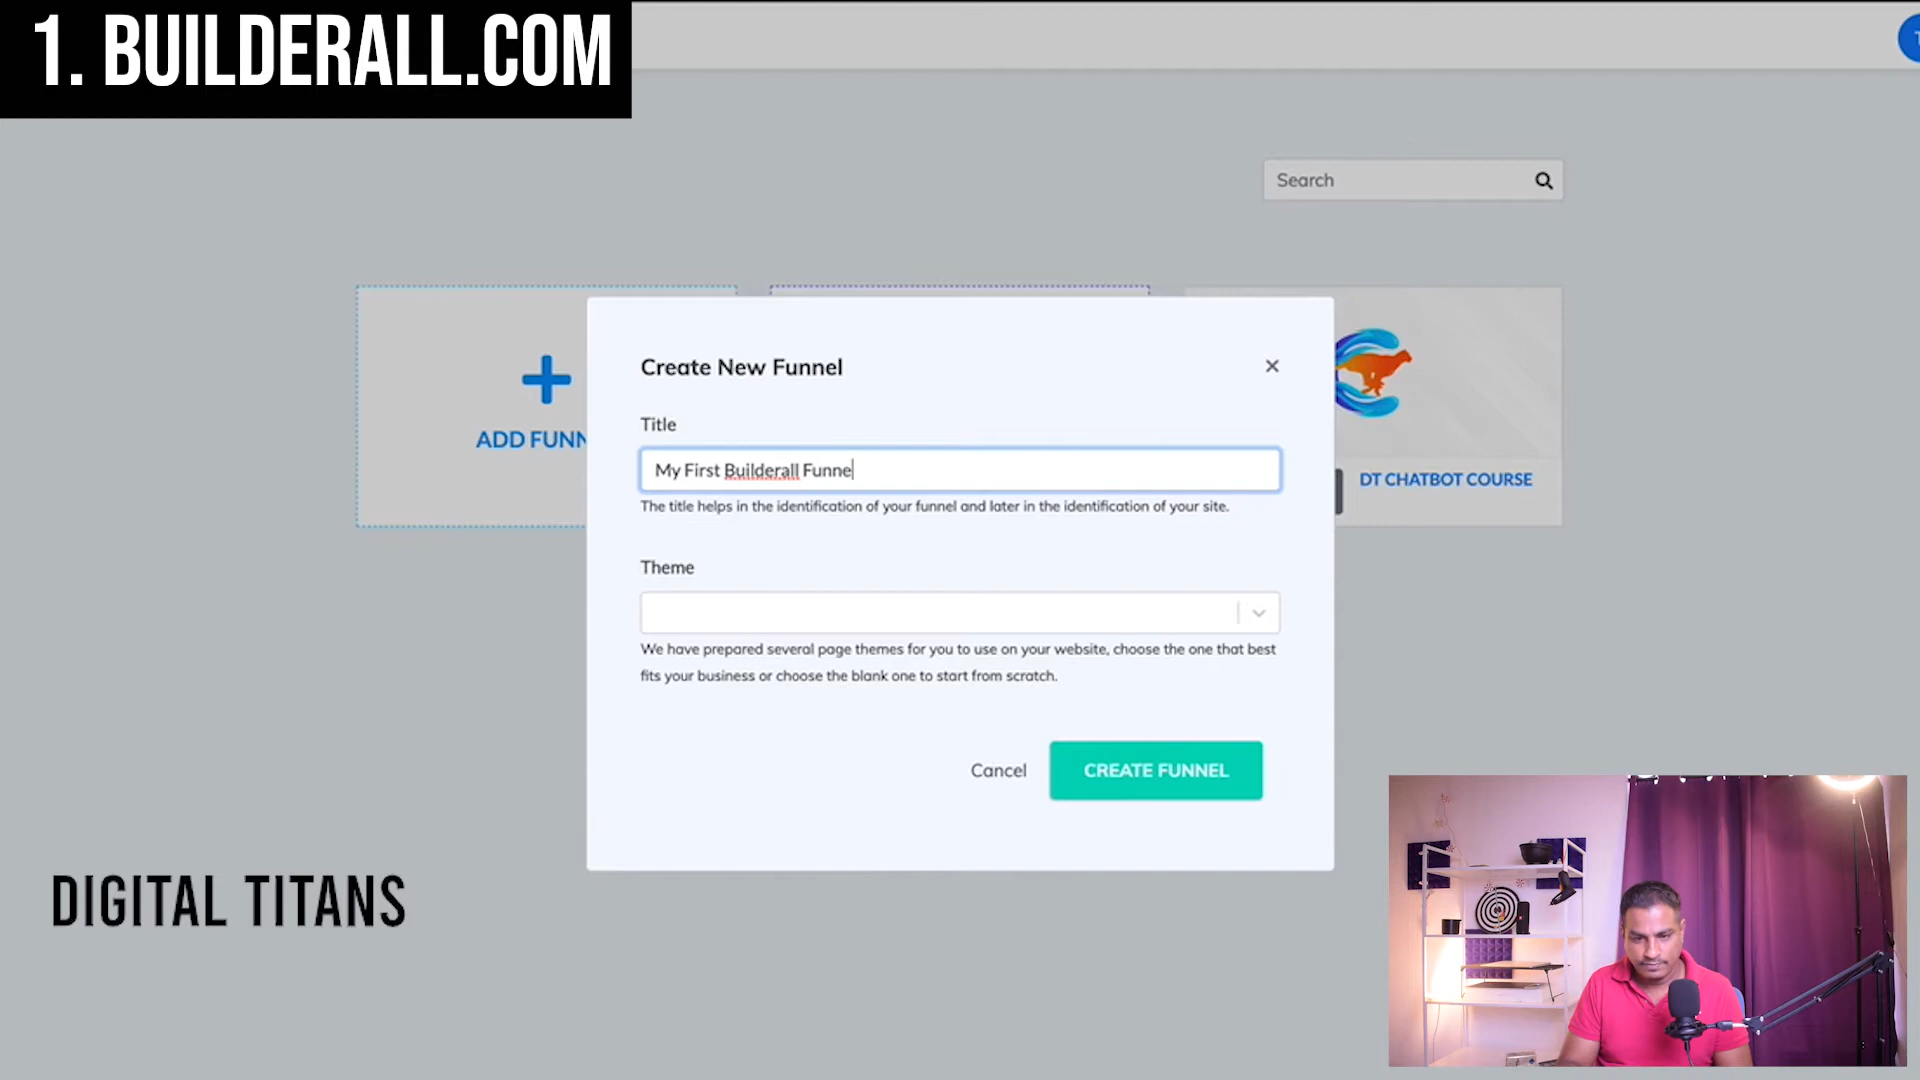 1. BUILDERALL.COM
Search
ADD FUNN
DT CHATBOT COURSE
Create New Funnel
Title
My First Builderall Funne
The title helps in the identification of your funnel and later in the identification of your site.
Theme
We have prepared several page themes for you to use on your website, choose the one that best
fits your business or choose the blank one to start from scratch.
Cancel
CREATE FUNNEL
DIGITAL TITANS